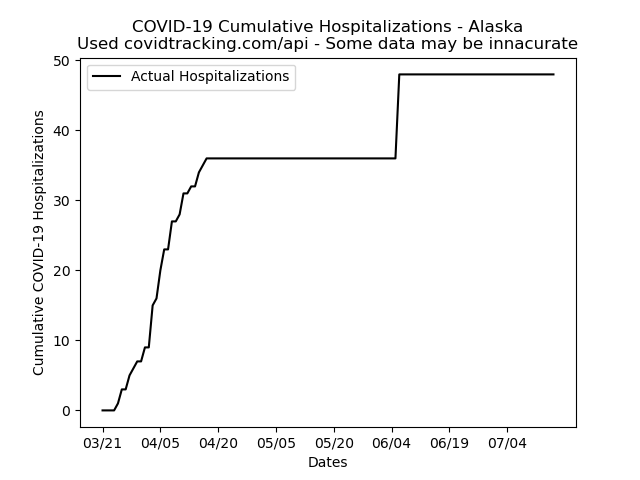 COVID-19 Cumulative Hospitalizations - Alaska
Used covidtracking.com/api - Some data may be innacurate
Actual Hospitalizations
Cumulative COVID-19 Hospitalizations
50
40
30
20
10
0
03/21 04/05 04/20 05/05 05/20 06/04 06/19 07/04
Dates